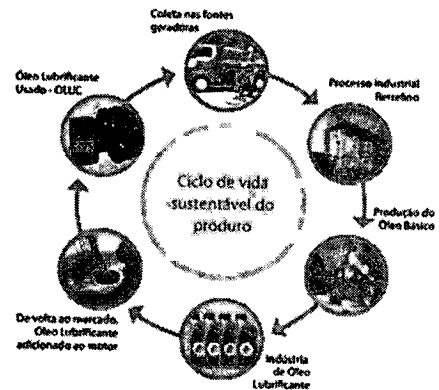 Coleta nas fontes
geradoras
Óleo Lubrificante
Usado - OLUC
Processo Industrial
Rerrefino
Ciclo de vida
sustentável do
produto
Produção do
Óleo Básico
De volta ao mercado,
Óleo Lubrificante
adicionado ao motor
Indústria
de Óleo
Lubrificante